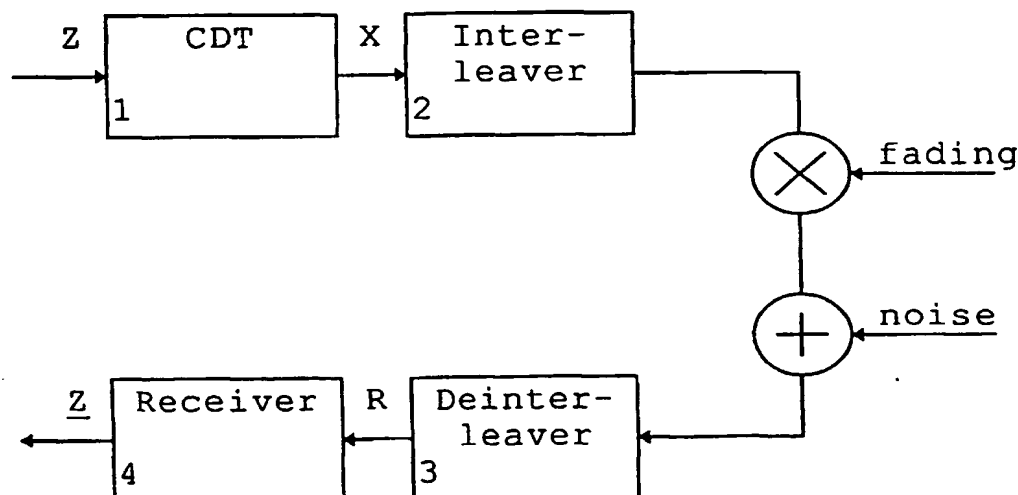 Z
CDT
1
X
Inter-
leaver
2
fading
noise
Z
Receiver
4
R
Deinter-
leaver
3